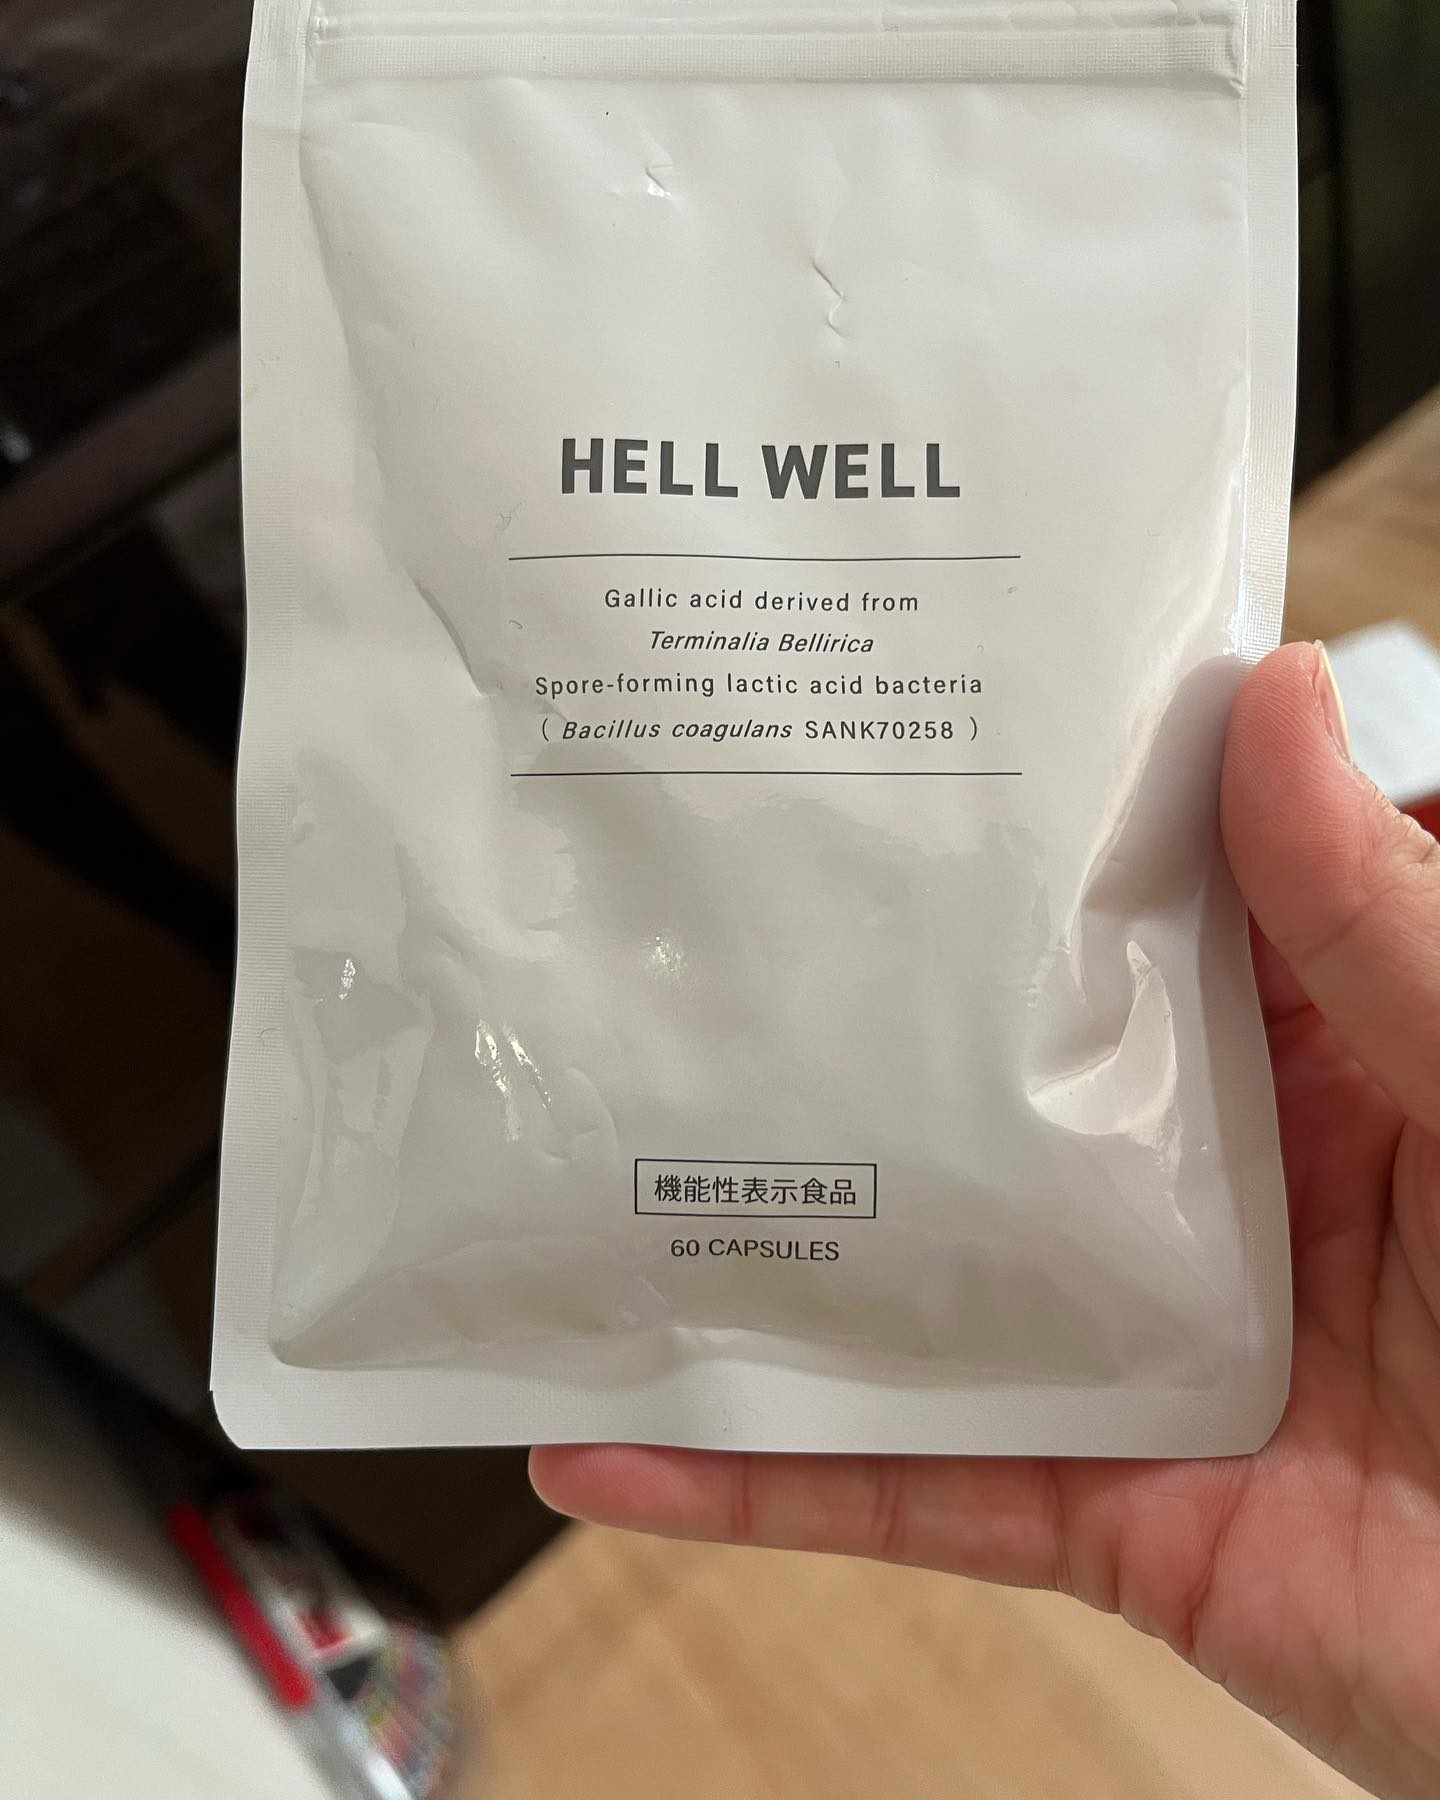 HELL WELL
Gallic acid derived from
Terminalia Bellirica
Spore-forming lactic acid bacteria
( Bacillus coagulans SANK70258 )
機能性表示食品
60 CAPSULES